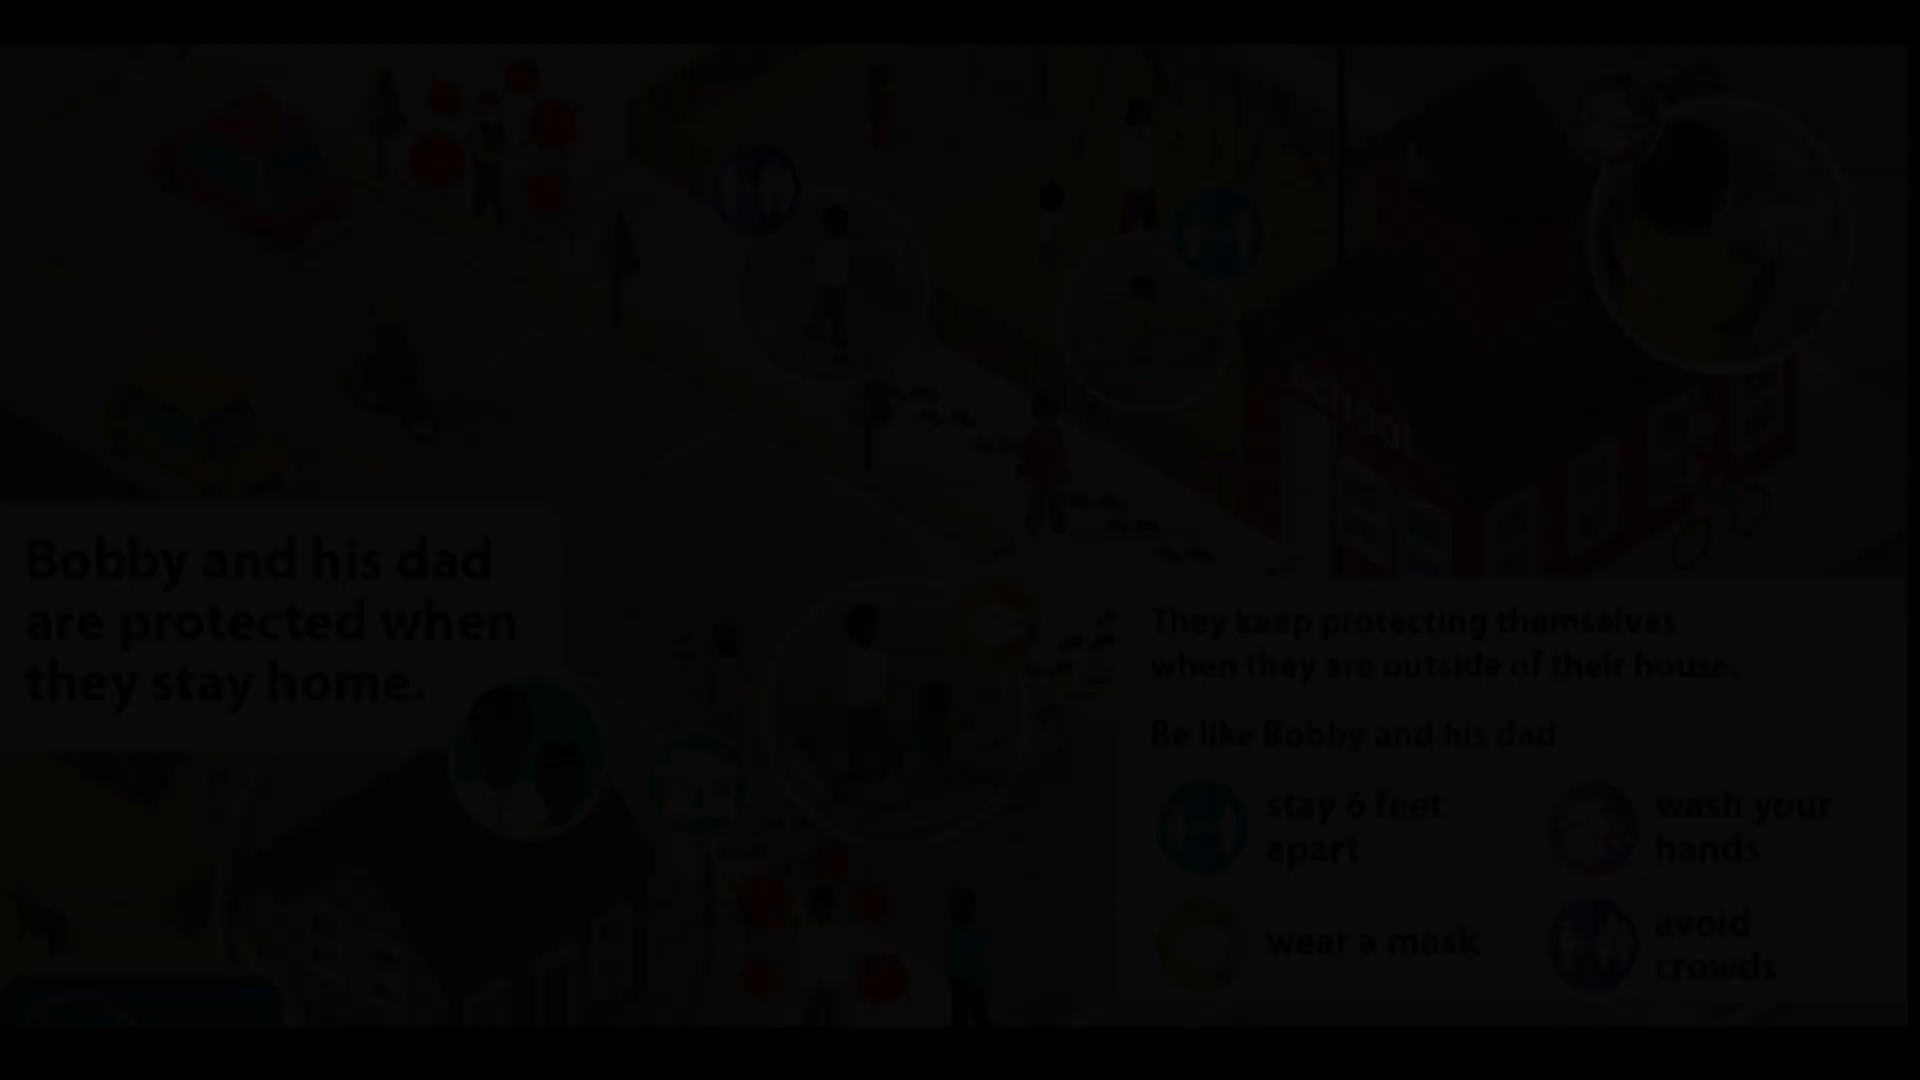 school
Bobby and his dad
are protected when
they stay home.
They keep protecting themselves
when they are outside of their house.
Be like Bobby and his dad
stay 6 feet
apart
wash your
hands
wear a mask
avoid
crowds